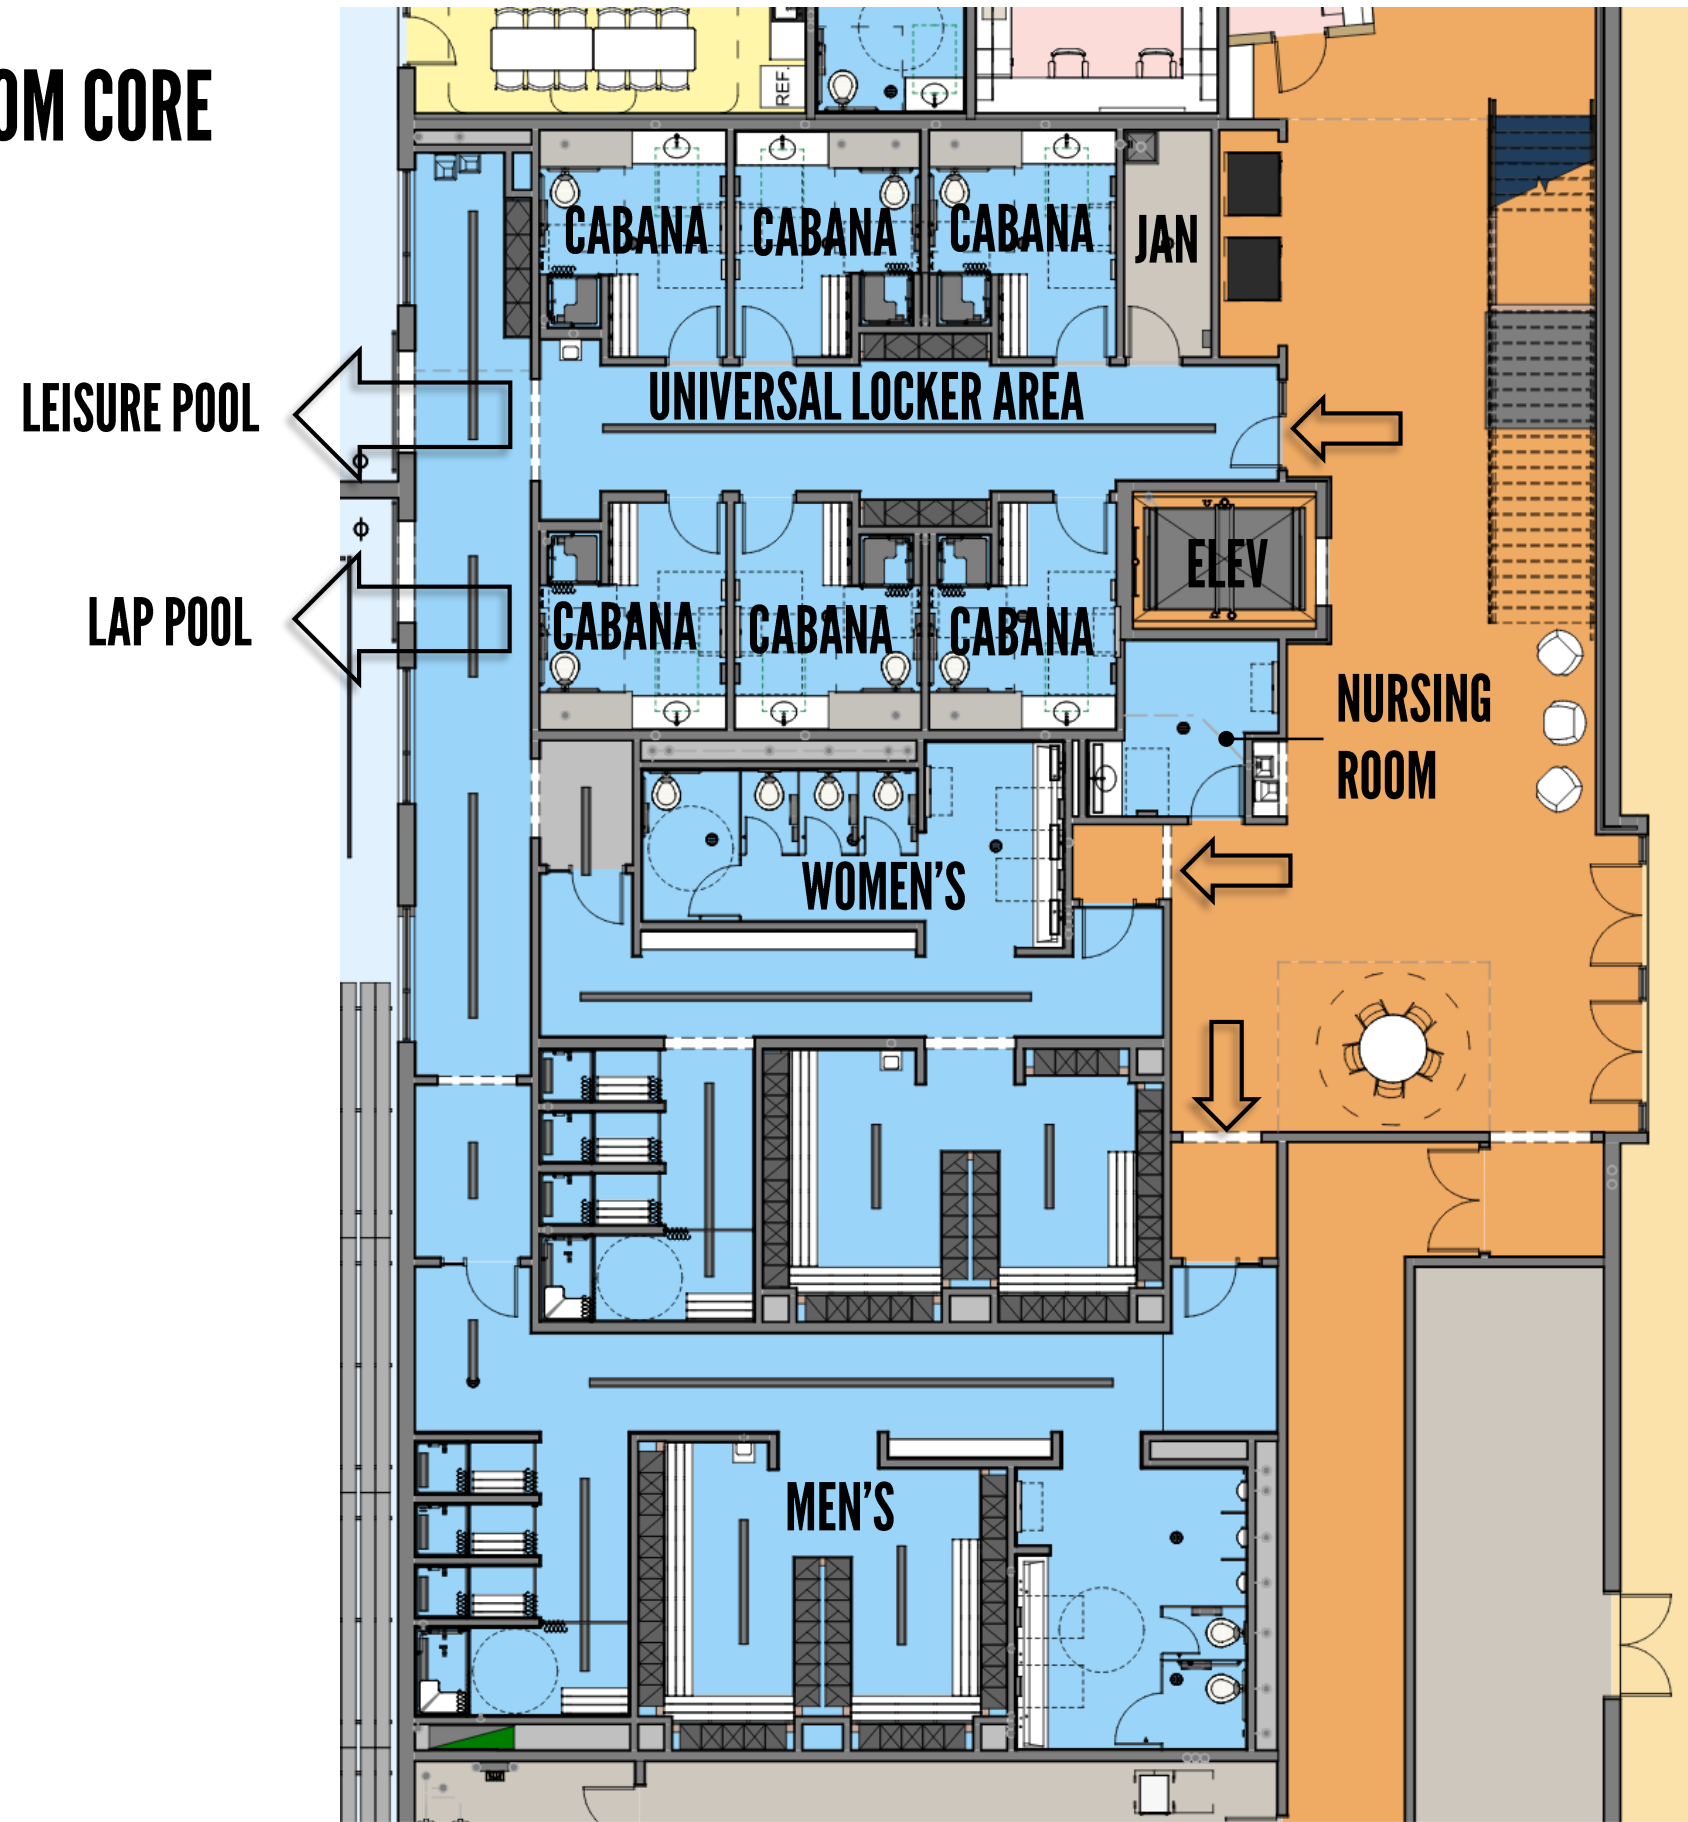 OM CORE
REF.
CABANA
CABANA
CABANA
JAN
UNIVERSAL LOCKER AREA
LEISURE POOL
ELEV
LAP POOL
CABANA
CABANA
CABANA
NURSING
ROOM
WOMEN'S
MEN'S